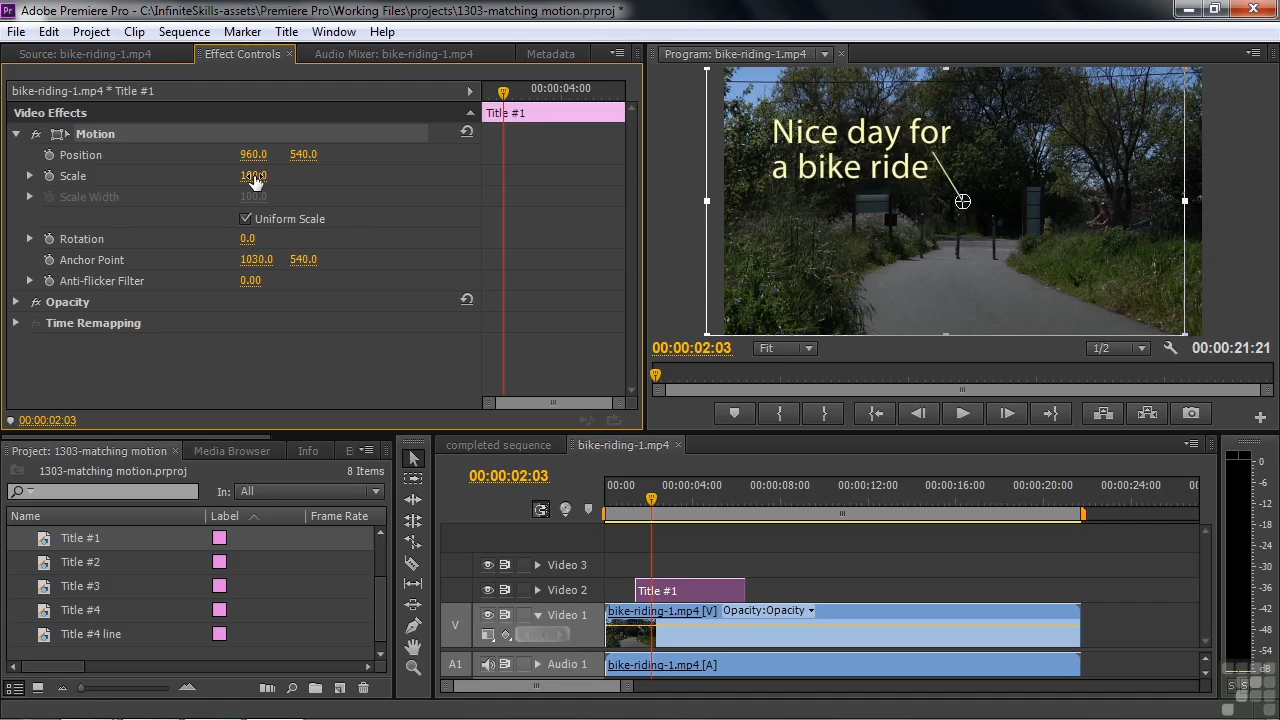 Adobe Premiere Pro - C:\InfiniteSkills-assets\Premiere Pro\Working Files\projects\1303-matching motion.prproj *
File Edit Project Clip Sequence Marker Title Window Help
Source: bike-riding-1.mp4 Effect Controls Audio Mixer: bike-riding-1.mp4 Metadata Program: bike-riding-1.mp4
bike-riding-1.mp4 * Title #1 00:00:04:00
Video Effects Title #1
Motion
Position 960.0 540.0
Scale
Scale Width 100.0
Uniform Scale
Rotation 0.0
Anchor Point 1030.0 540.0
Anti-flicker Filter 0.00
Opacity
Time Remapping
00:00:02:03
Nice day for
a bike ride
00:00:02:03 Fit 1/2 00:00:21:21
Project: 1303-matching motion Media Browser Info E
1303-matching motion.prproj 8 Items
In: All
Name Label Frame Rate
Title #1
Title #2
Title #3
Title #4
Title #4 line
completed sequence bike-riding-1.mp4
00:00:02:03
00:00 00:00:04:00 00:00:08:00 00:00:12:00 00:00:16:00 00:00:20:00 00:00:24:00 00
Video 3
Video 2 Title #1
V Video 1 bike-riding-1.mp4 [V] Opacity:Opacity
A1 Audio 1 bike-riding-1.mp4 [A]
0
-6
-12
-18
-24
-30
-36
-42
-48
-54
dB
S S